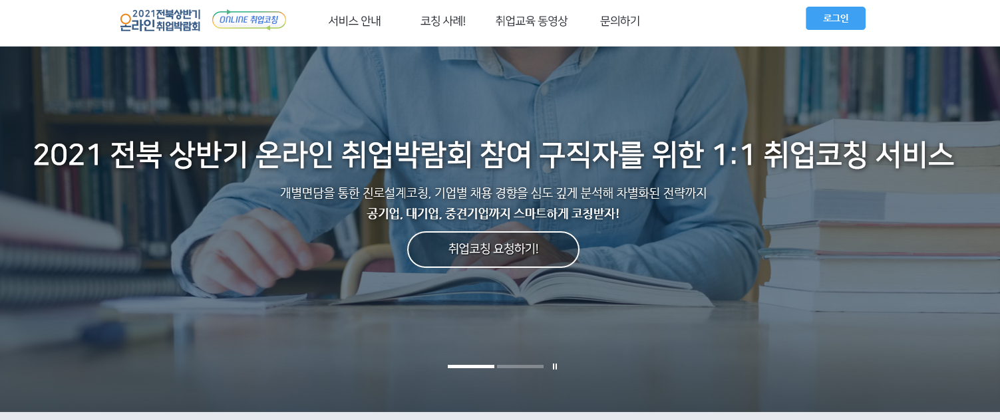 2021전북상반기
온라인 취업박람회
ONLINE 취업코칭
서비스 안내
코칭 사례!
취업교육 동영상
문의하기
로그인
2021 전북 상반기 온라인 취업박람회 참여 구직자를 위한 1:1 취업코칭 서비스
개별면담을 통한 진로설계코칭, 기업별 채용 경향을 심도 깊게 분석해 차별화된 전략까지
공기업, 대기업, 중견기업까지 스마트하게 코칭받자!
취업코칭 요청하기!